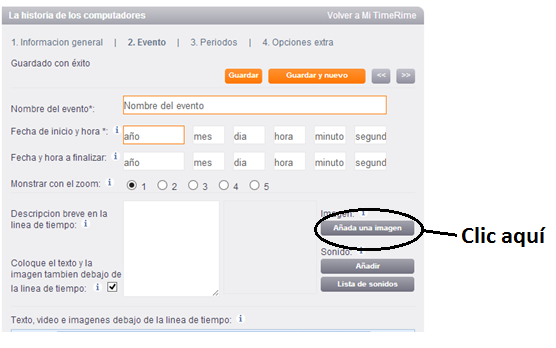 La historia de los computadores Volver a Mi TimeRime
1. Informacion general | 2. Evento | 3. Periodos | 4. Opciones extra
Guardado con éxito
Guardar Guardar y nuevo << >>
Nombre del evento*: Nombre del evento
Fecha de inicio y hora *: i año mes dia hora minuto segund
Fecha y hora a finalizar: i año mes dia hora minuto segund
Monstrar con el zoom: i 1 2 3 4 5
Descripcion breve en la
linea de tiempo: i
Imagen: i
Añada una imagen
Clic aquí
Sonido: i
Añadir
Lista de sonidos
Coloque el texto y la
imagen tambien debajo de
la linea de tiempo: i
Texto, video e imagenes debajo de la linea de tiempo: i